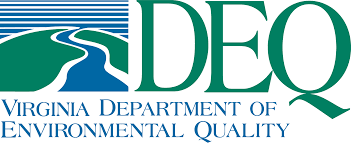 DEQ
VIRGINIA DEPARTMENT OF
ENVIRONMENTAL QUALITY